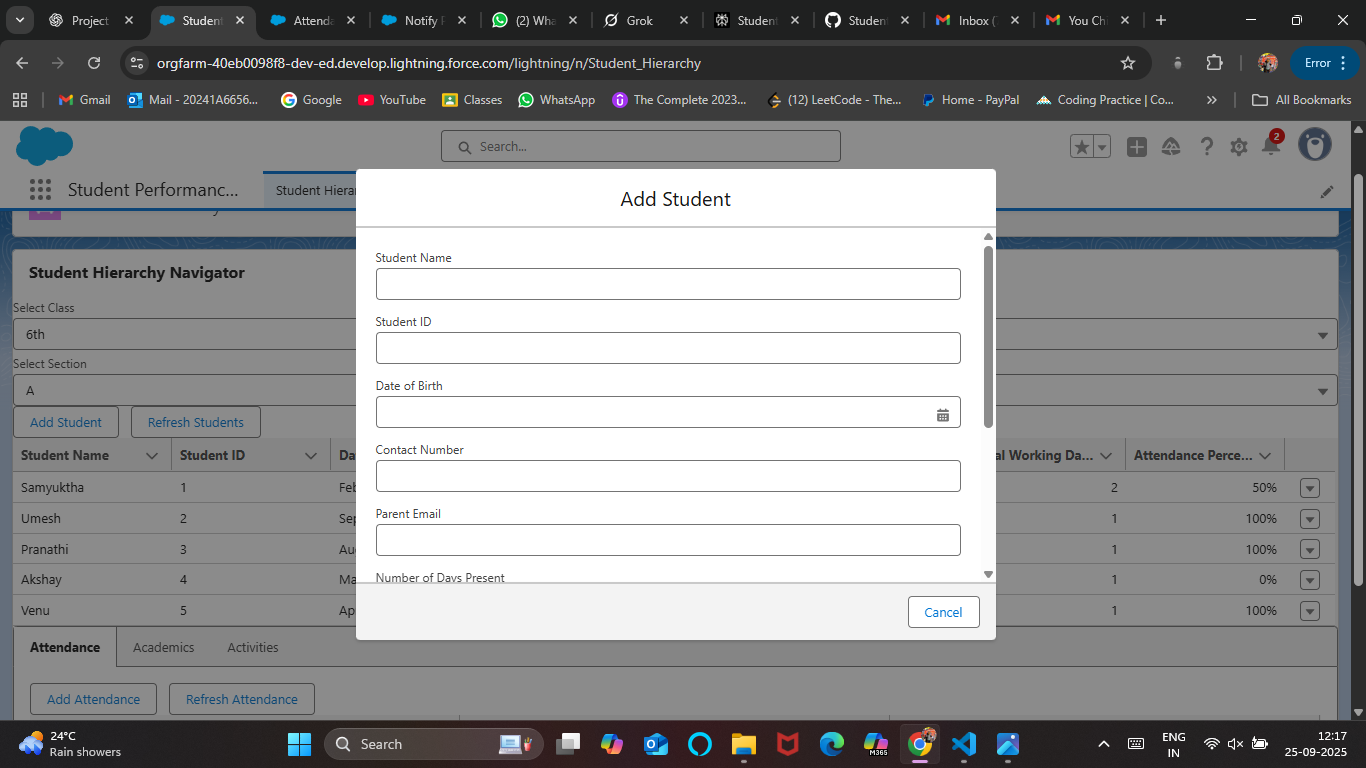 Project
Student
Attenda
Notify P
(2) Wha
Grok
Student
Student
Inbox (
You Chi
orgfarm-40eb0098f8-dev-ed.develop.lightning.force.com/lightning/n/Student_Hierarchy
Error
Gmail
Mail - 20241A6656...
Google
YouTube
Classes
WhatsApp
The Complete 2023...
(12) LeetCode - The...
Home - PayPal
Coding Practice | Co...
All Bookmarks
Search...
2
Student Performanc...
Student Hierar
Add Student
Student Hierarchy Navigator
Select Class
6th
Select Section
A
Add Student
Refresh Students
Student Name
Student ID
Da
al Working Da...
Attendance Perce...
Samyuktha
1
Feb
2
50%
Umesh
2
Sep
1
100%
Pranathi
3
Au
1
100%
Akshay
4
Ma
1
0%
Venu
5
Ap
1
100%
Student Name
Student ID
Date of Birth
Contact Number
Parent Email
Number of Days Present
Cancel
Attendance
Academics
Activities
Add Attendance
Refresh Attendance
24°C
Rain showers
Search
M365
ENG
IN
12:17
25-09-2025